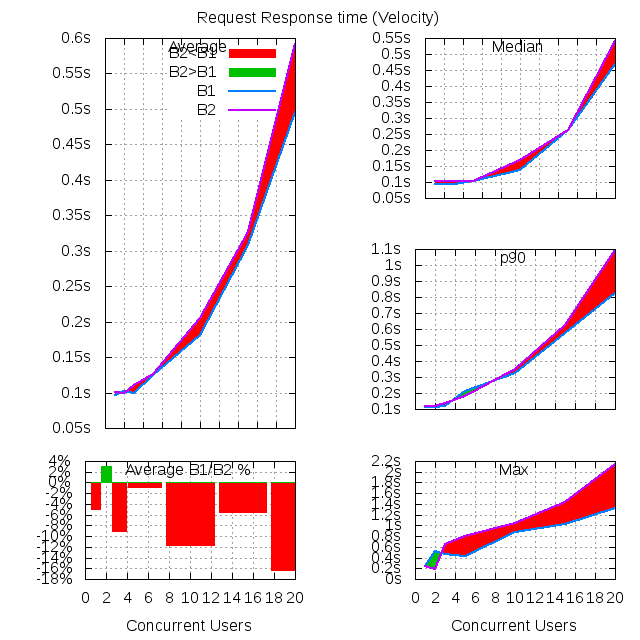 Request Response time (Velocity)
Average
B2<B1
B2>B1
B1
B2
0.6s
0.55s
0.5s
0.45s
0.4s
0.35s
0.3s
0.25s
0.2s
0.15s
0.1s
0.05s
Median
0.55s
0.5s
0.45s
0.4s
0.35s
0.3s
0.25s
0.2s
0.15s
0.1s
0.05s
p90
1.1s
1s
0.9s
0.8s
0.7s
0.6s
0.5s
0.4s
0.3s
0.2s
0.1s
Average B1/B2 %
4%
2%
0%
-2%
-4%
-6%
-8%
-10%
-12%
-14%
-16%
-18%
0 2 4 6 8 10 12 14 16 18 20
Concurrent Users
Max
2.2s
2s
1.8s
1.6s
1.4s
1.2s
1s
0.8s
0.6s
0.4s
0.2s
0s
0 2 4 6 8 10 12 14 16 18 20
Concurrent Users